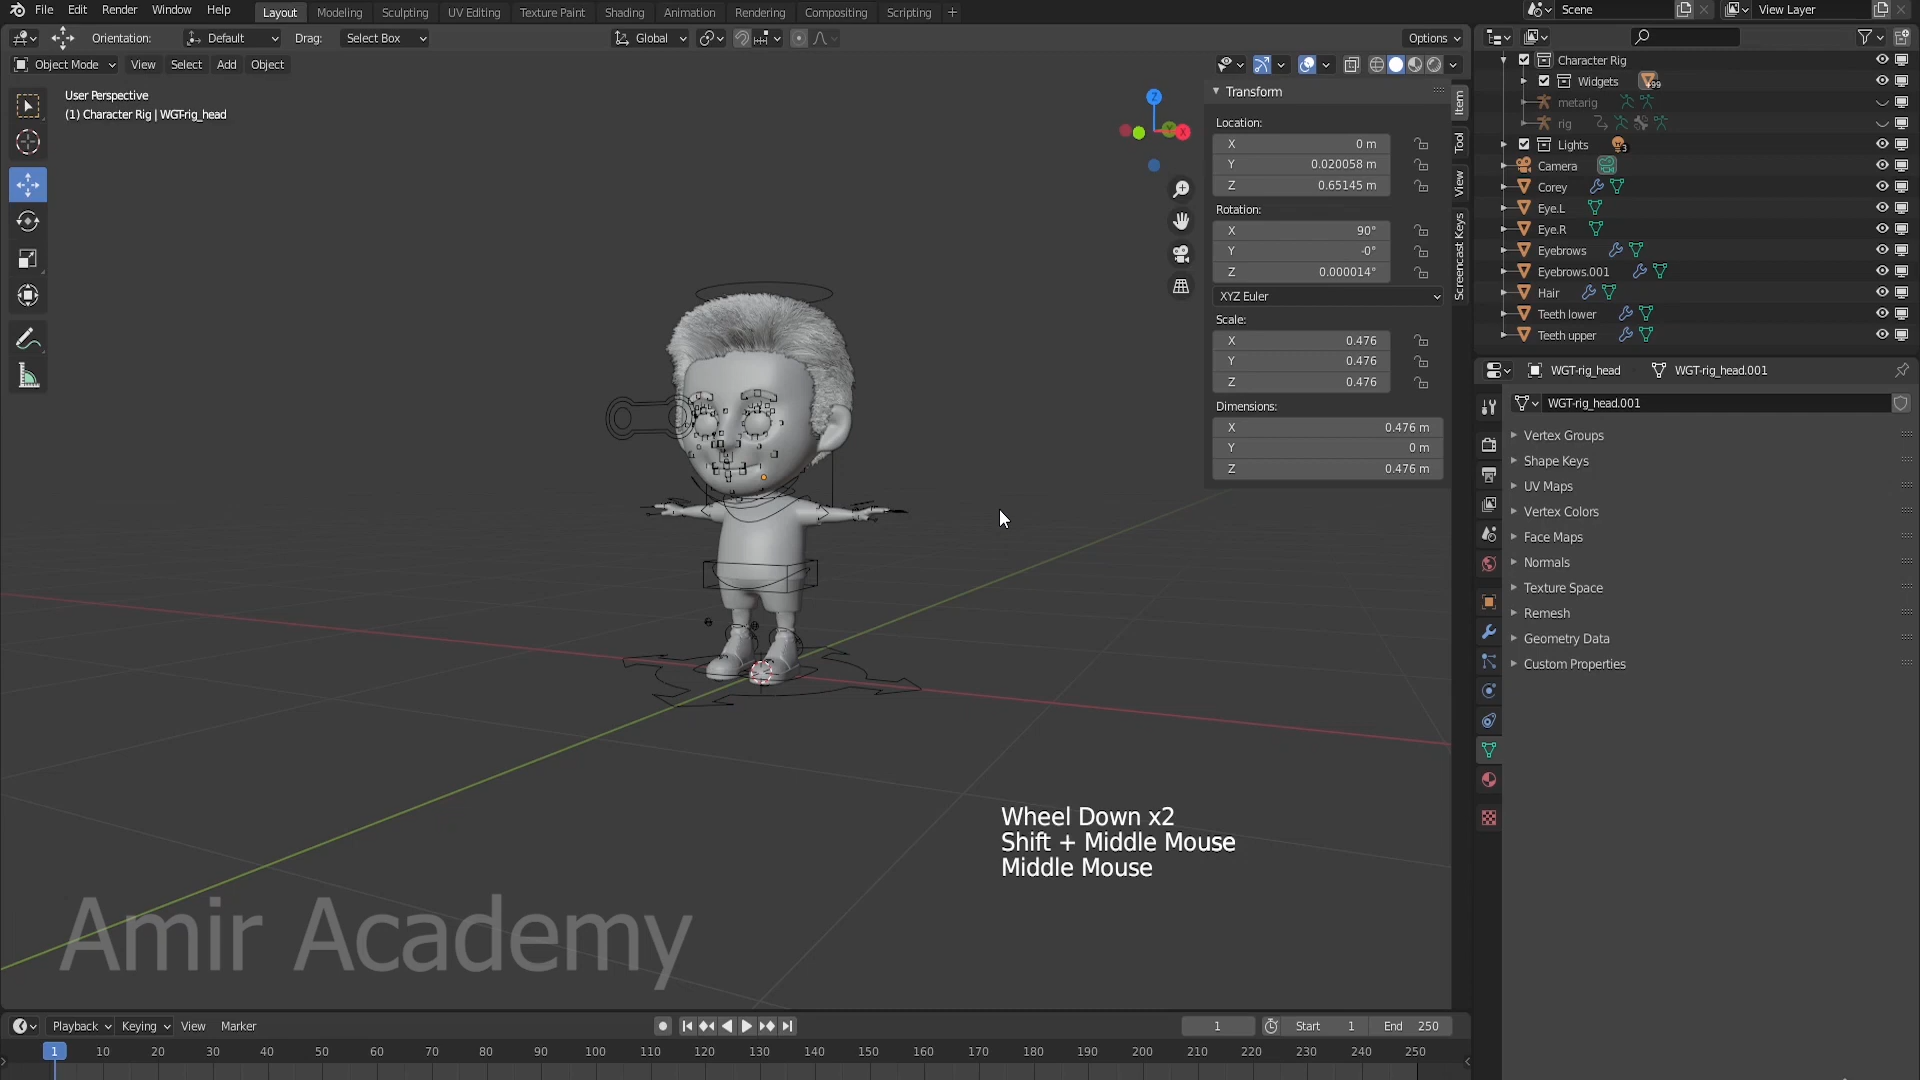 File Edit Render Window Help Layout Modeling Sculpting UV Editing Texture Paint Shading Animation Rendering Compositing Scripting + Scene View Layer
Orientation: Default Drag: Select Box Global Options
Object Mode View Select Add Object
User Perspective
(1) Character Rig | WGT-rig_head
Transform
Location:
X 0 m
Y 0.020058 m
Z 0.65145 m
Rotation:
X 90°
Y -0°
Z 0.000014°
XYZ Euler
Scale:
X 0.476
Y 0.476
Z 0.476
Dimensions:
X 0.476 m
Y 0 m
Z 0.476 m
Item
Tool
View
Screencast Keys
Z
Y
X
Character Rig
Widgets 99
metarig
rig
Lights 3
Camera
Corey
Eye.L
Eye.R
Eyebrows
Eyebrows.001
Hair
Teeth lower
Teeth upper
WGT-rig_head WGT-rig_head.001
WGT-rig_head.001
Vertex Groups
Shape Keys
UV Maps
Vertex Colors
Face Maps
Normals
Texture Space
Remesh
Geometry Data
Custom Properties
Wheel Down x2
Shift + Middle Mouse
Middle Mouse
Amir Academy
Playback Keying View Marker 1 Start 1 End 250
1 10 20 30 40 50 60 70 80 90 100 110 120 130 140 150 160 170 180 190 200 210 220 230 240 250